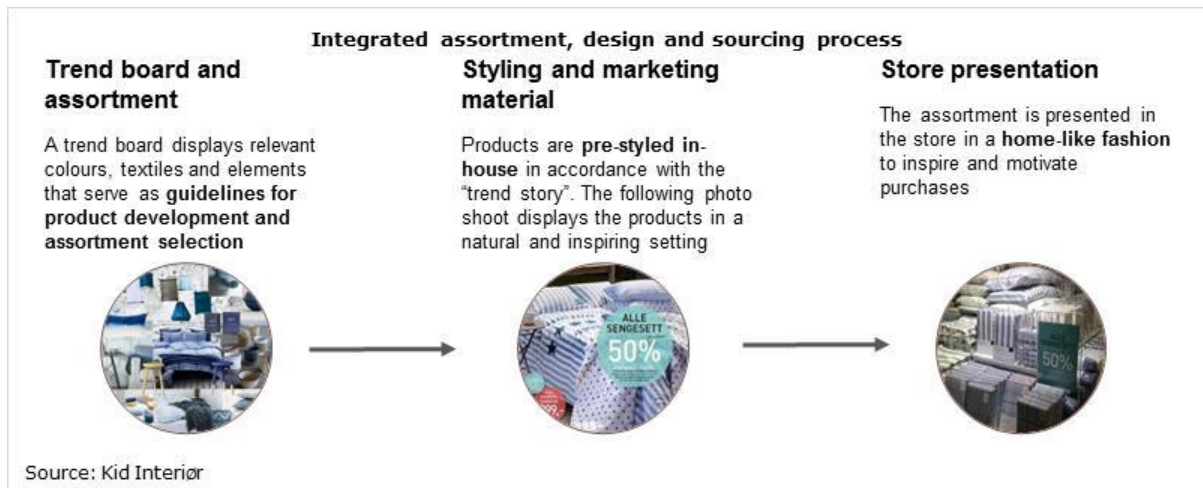 Integrated assortment, design and sourcing process
Trend board and
assortment
A trend board displays relevant
colours, textiles and elements
that serve as guidelines for
product development and
assortment selection
Styling and marketing
material
Products are pre-styled in-
house in accordance with the
“trend story”. The following photo
shoot displays the products in a
natural and inspiring setting
Store presentation
The assortment is presented in
the store in a home-like fashion
to inspire and motivate
purchases
ALLE
SENGESETT
50%
50%
Source: Kid Interiør